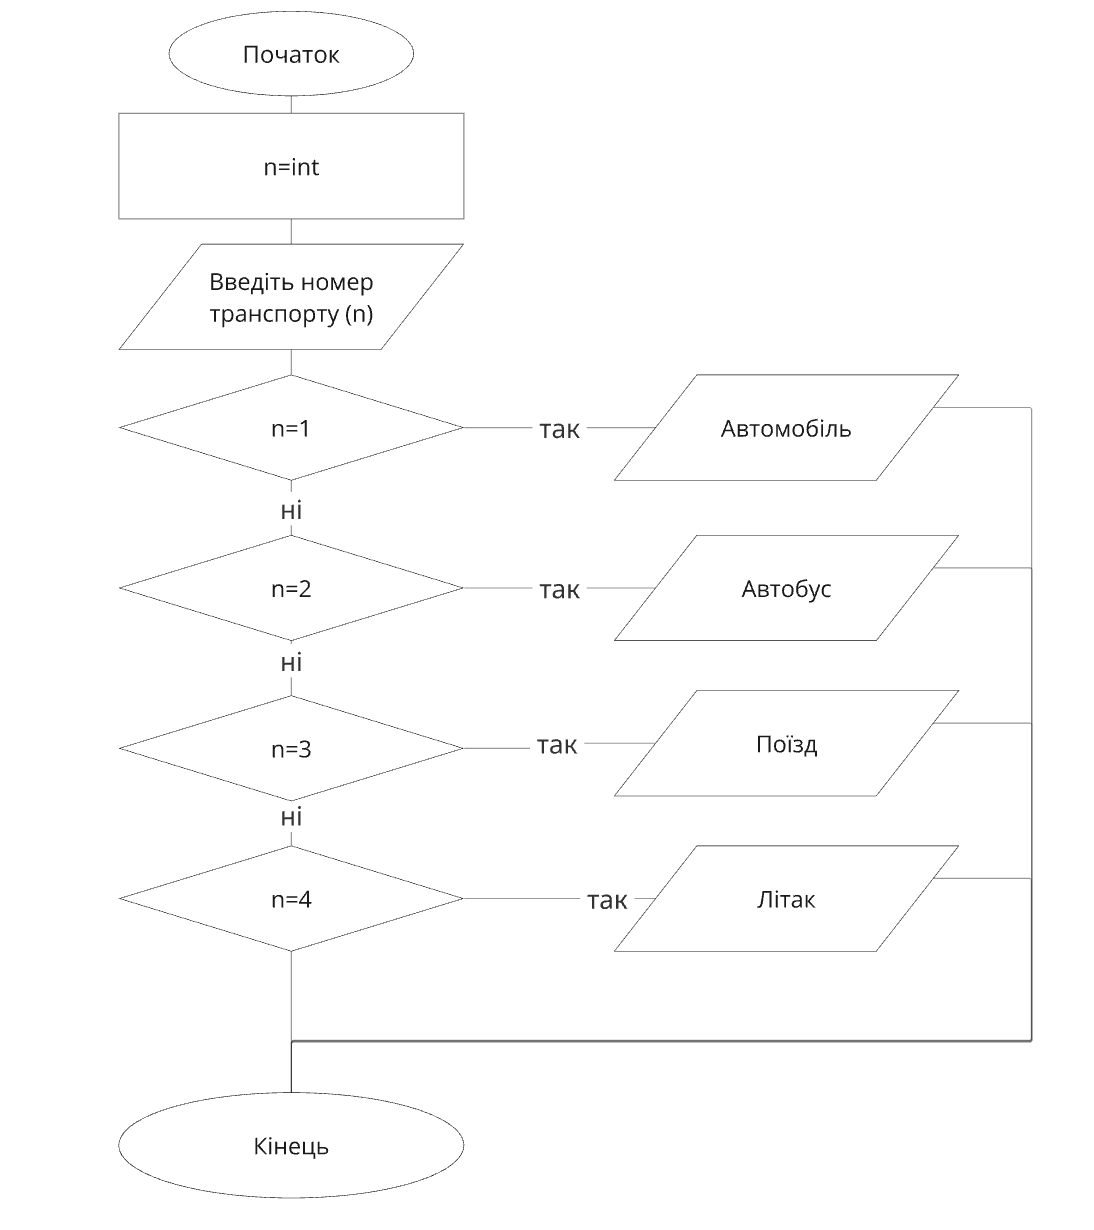 Початок
n=int
Введіть номер
транспорту (n)
n=1
так
Автомобіль
ні
n=2
так
Автобус
ні
n=3
так
Поїзд
ні
n=4
так
Літак
Кінець